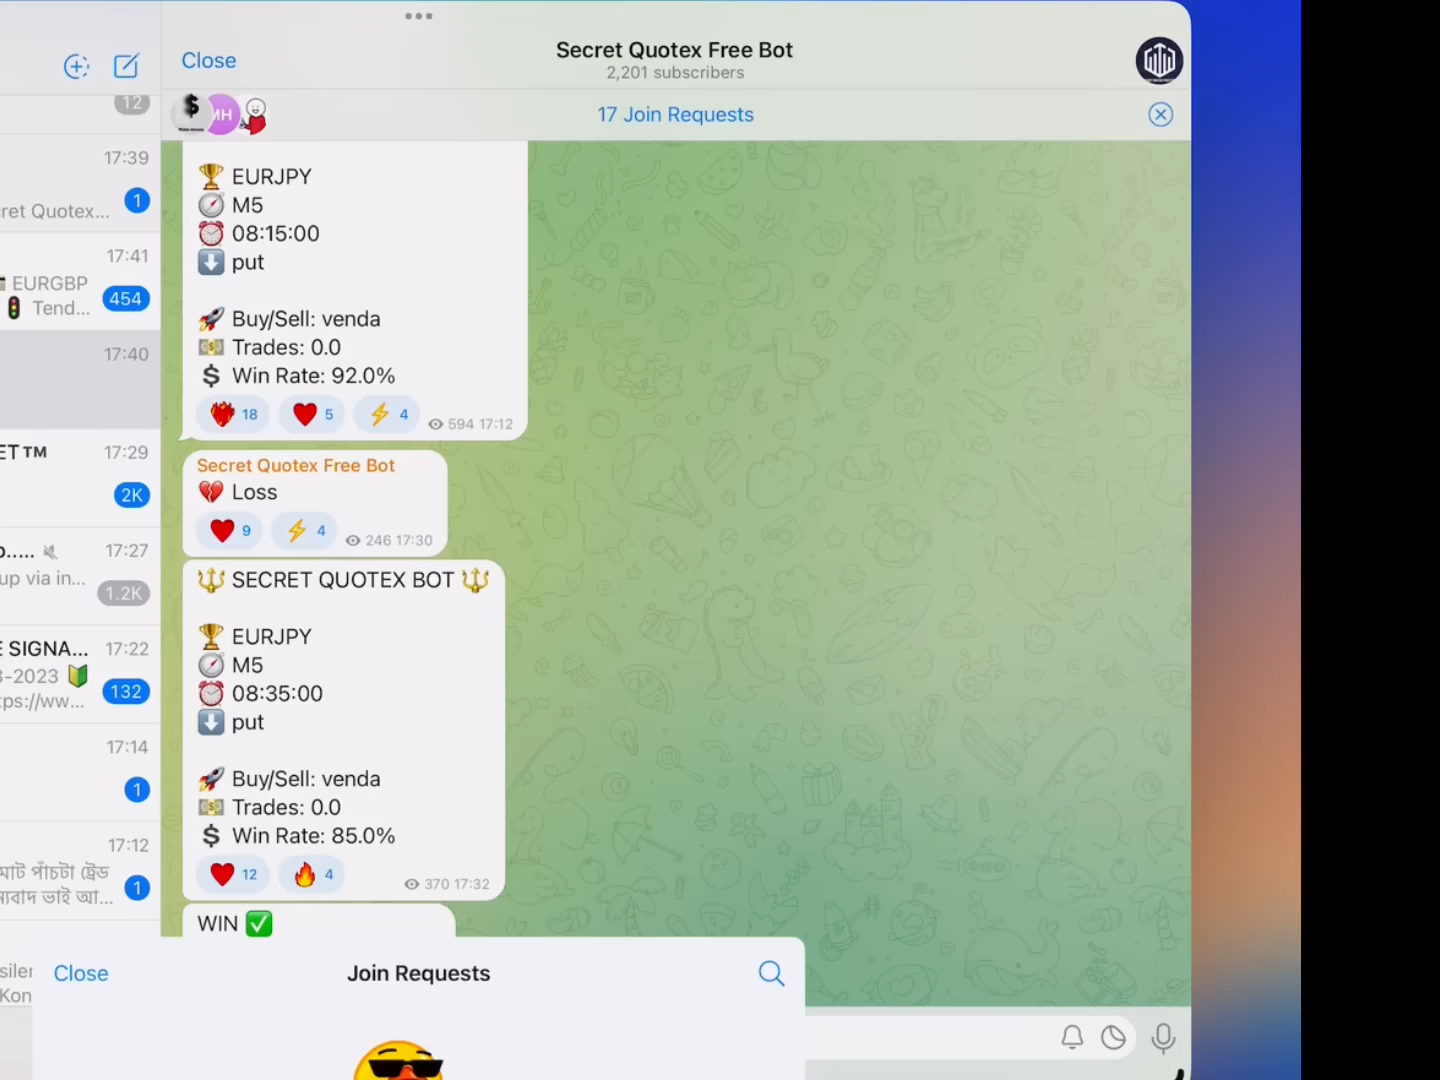 Close
Secret Quotex Free Bot
2,201 subscribers
MH
17 Join Requests
12
17:39
1
ret Quotex...
17:41
EURGBP
Tend...
454
17:40
ET™
17:29
2K
17:27
up via in...
1.2K
E SIGNA...
17:22
3-2023
132
17:14
1
17:12
মাট পাঁচটা ট্রেড
ন্যবাদ ভাই আ...
1
EURJPY
M5
08:15:00
put
Buy/Sell: venda
Trades: 0.0
Win Rate: 92.0%
18 5 4 594 17:12
Secret Quotex Free Bot
Loss
9 4 246 17:30
SECRET QUOTEX BOT
EURJPY
M5
08:35:00
put
Buy/Sell: venda
Trades: 0.0
Win Rate: 85.0%
12 4 370 17:32
WIN
Close
Join Requests
Kon